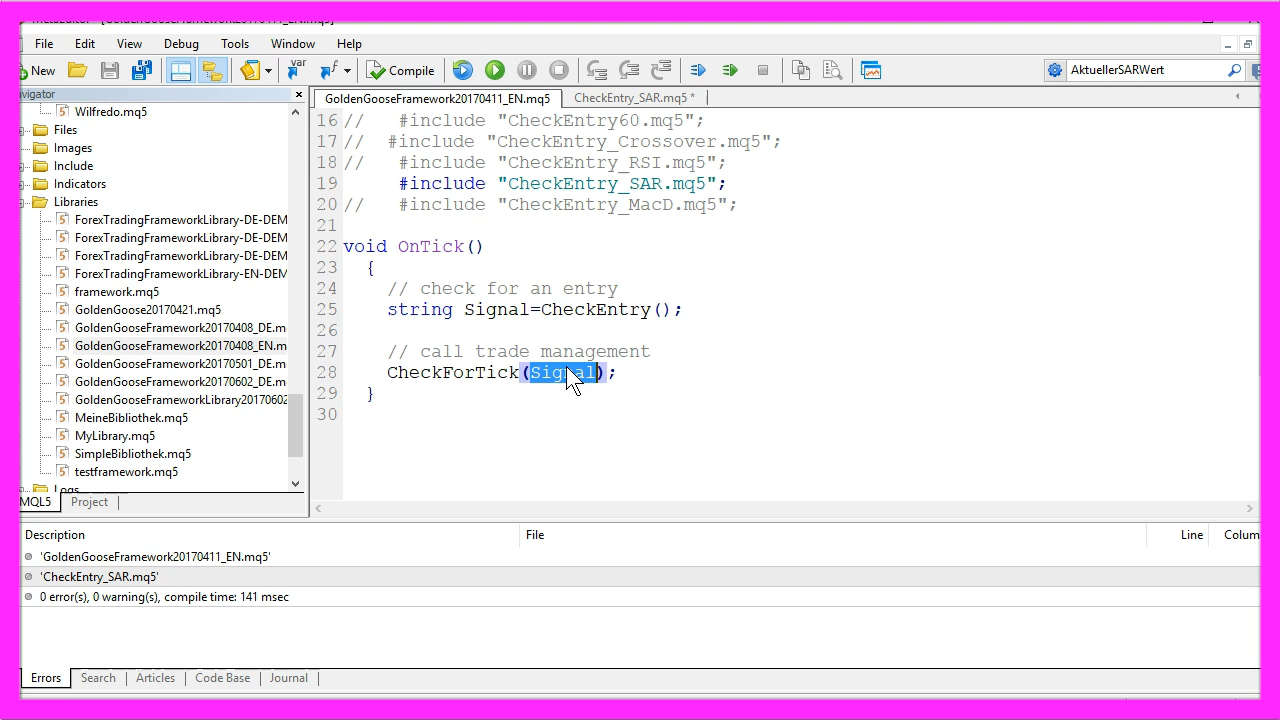 File Edit View Debug Tools Window Help
New Compile AktuellerSARWert
GoldenGooseFramework20170411_EN.mq5 CheckEntry_SAR.mq5 *
Wilfredo.mq5
Files
Images
Include
Indicators
Libraries
ForexTradingFrameworkLibrary-DE-DEM
ForexTradingFrameworkLibrary-DE-DEM
ForexTradingFrameworkLibrary-DE-DEM
ForexTradingFrameworkLibrary-EN-DEM
framework.mq5
GoldenGoose20170421.mq5
GoldenGooseFramework20170408_DE.m
GoldenGooseFramework20170408_EN.m
GoldenGooseFramework20170501_DE.m
GoldenGooseFramework20170602_DE.m
GoldenGooseFrameworkLibrary20170602
MeineBibliothek.mq5
MyLibrary.mq5
SimpleBibliothek.mq5
testframework.mq5
Logs
MQL5 Project
16 // #include "CheckEntry60.mq5";
17 // #include "CheckEntry_Crossover.mq5";
18 // #include "CheckEntry_RSI.mq5";
19 #include "CheckEntry_SAR.mq5";
20 // #include "CheckEntry_MacD.mq5";
21
22 void OnTick()
23 {
24 // check for an entry
25 string Signal=CheckEntry();
26
27 // call trade management
28 CheckForTick(Signal);
29 }
30
Description File Line Colum
'GoldenGooseFramework20170411_EN.mq5'
'CheckEntry_SAR.mq5'
0 error(s), 0 warning(s), compile time: 141 msec
Errors Search Articles Code Base Journal